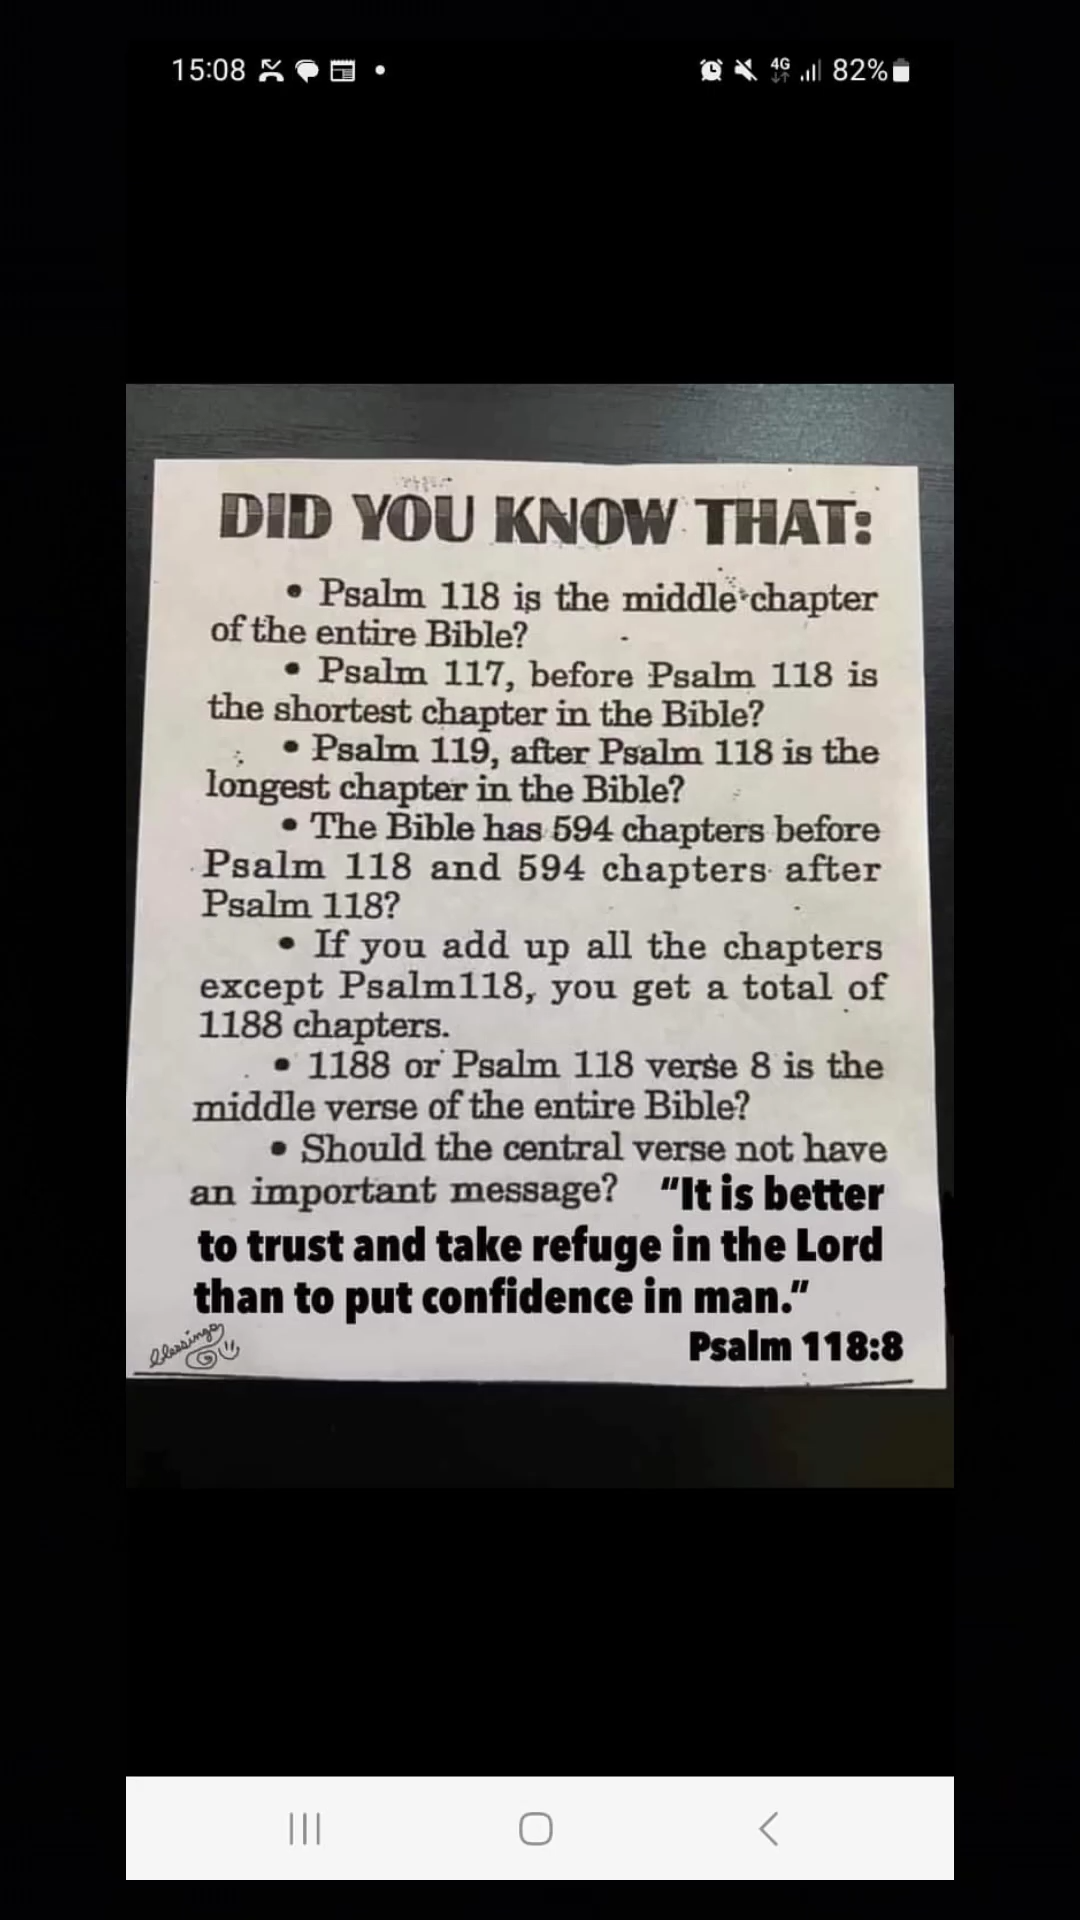 15:08
4G
82%
DID YOU KNOW THAT:
• Psalm 118 is the middle chapter
of the entire Bible?
• Psalm 117, before Psalm 118 is
the shortest chapter in the Bible?
• Psalm 119, after Psalm 118 is the
longest chapter in the Bible?
• The Bible has 594 chapters before
Psalm 118 and 594 chapters after
Psalm 118?
• If you add up all the chapters
except Psalm118, you get a total of
1188 chapters.
• 1188 or Psalm 118 verse 8 is the
middle verse of the entire Bible?
• Should the central verse not have
an important message? "It is better
to trust and take refuge in the Lord
than to put confidence in man."
Psalm 118:8
blessings